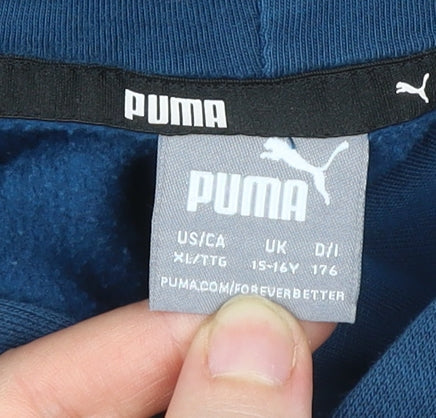 PUMA
PUMA
US/CA UK D/I
XL/TTG 15-16Y 176
PUMA.COM/FOREVERBETTER